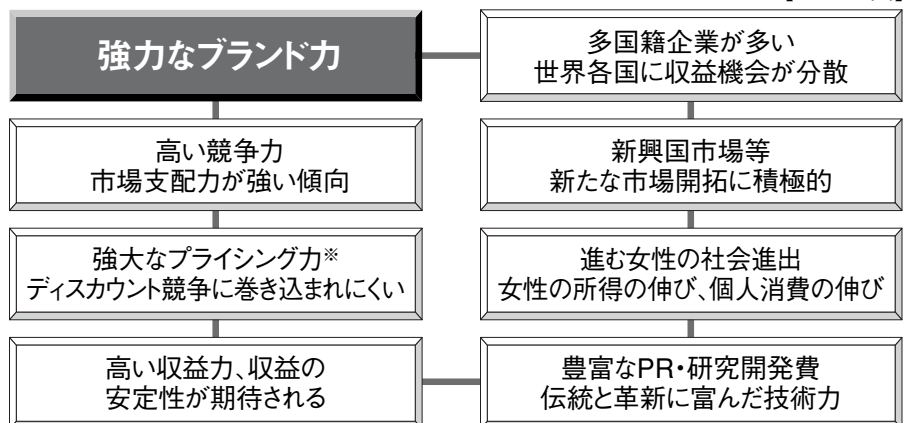 強力なブランド力
多国籍企業が多い
世界各国に収益機会が分散
高い競争力
市場支配力が強い傾向
新興国市場等
新たな市場開拓に積極的
強大なプライシング力※
ディスカウント競争に巻き込まれにくい
進む女性の社会進出
女性の所得の伸び、個人消費の伸び
高い収益力、収益の
安定性が期待される
豊富なPR・研究開発費
伝統と革新に富んだ技術力